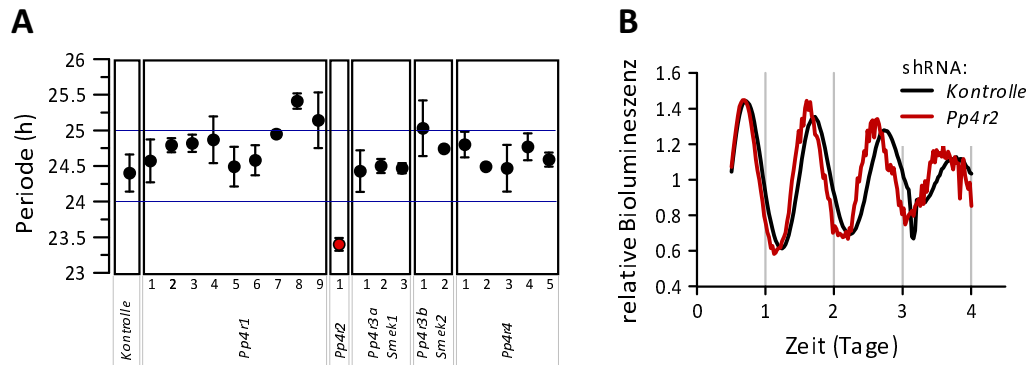 A
Periode (h)
26
25.5
25
24.5
24
23.5
23
1 2 3 4 5 6 7 8 9 1 1 2 3 1 2 1 2 3 4 5
Kontrolle
Pp4r1
Pp4r2
Pp4r3a
Smek1
Pp4r3b
Smek2
Pp4r4
B
relative Biolumineszenz
1.6
1.4
1.2
1
0.8
0.6
0.4
0 1 2 3 4
Zeit (Tage)
shRNA:
Kontrolle
Pp4r2